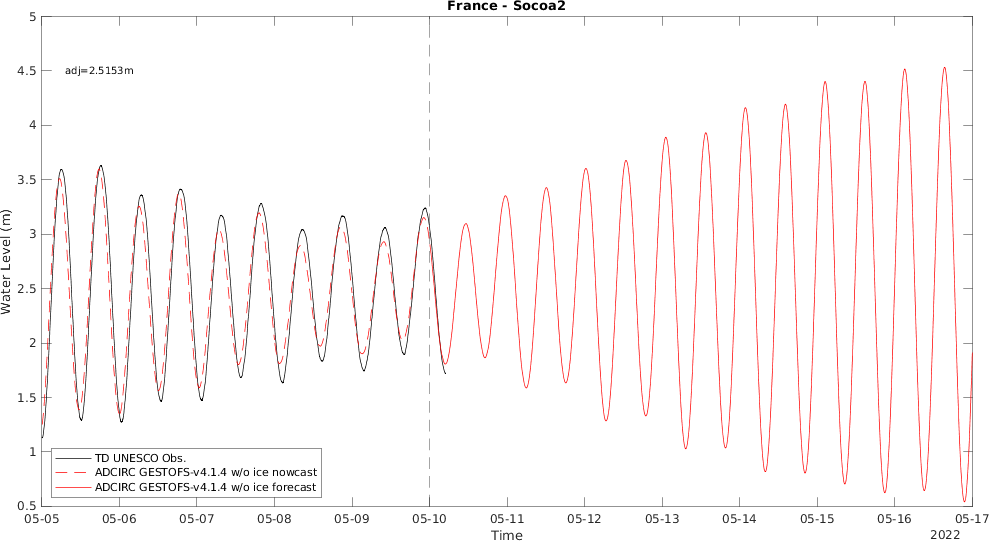 France - Socoa2
5
4.5
4
3.5
3
2.5
2
1.5
1
0.5
Water Level (m)
adj=2.5153m
TD UNESCO Obs.
ADCIRC GESTOFS-v4.1.4 w/o ice nowcast
ADCIRC GESTOFS-v4.1.4 w/o ice forecast
05-05 05-06 05-07 05-08 05-09 05-10 05-11 05-12 05-13 05-14 05-15 05-16 05-17
Time
2022